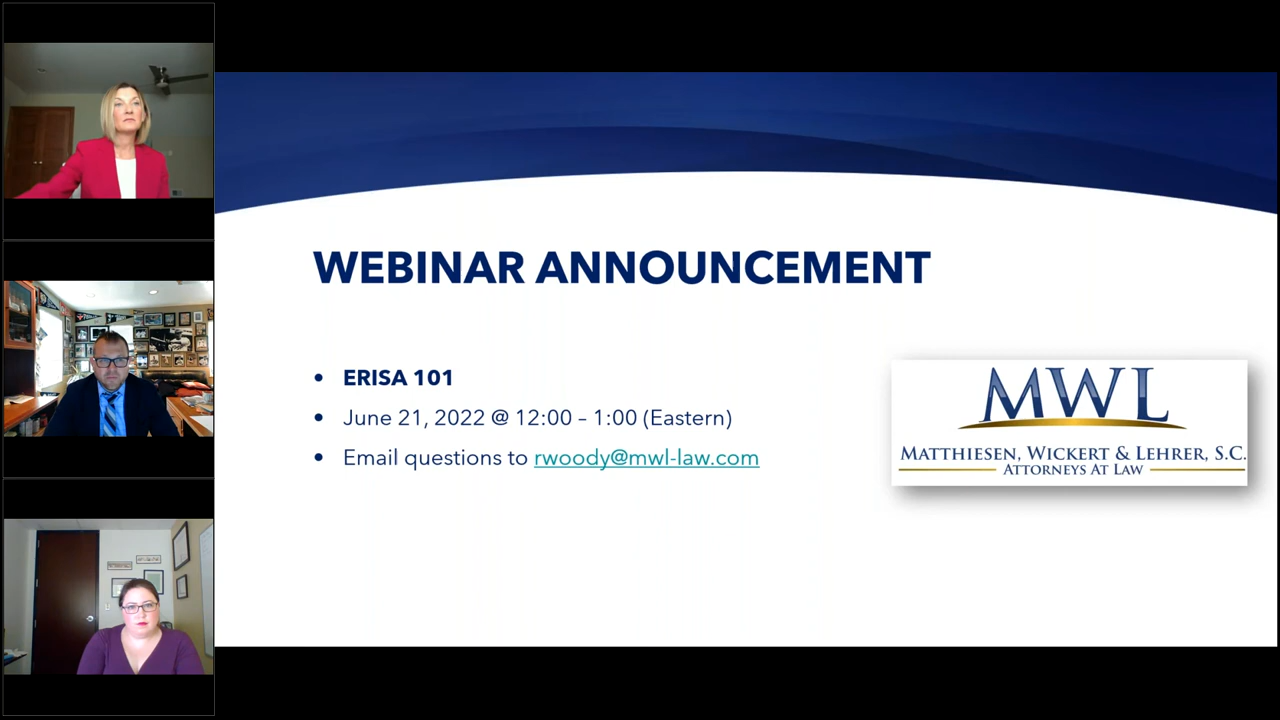 WEBINAR ANNOUNCEMENT
• ERISA 101
• June 21, 2022 @ 12:00 – 1:00 (Eastern)
• Email questions to rwoody@mwl-law.com
MWL
MATTHIESEN, WICKERT & LEHRER, S.C.
ATTORNEYS AT LAW